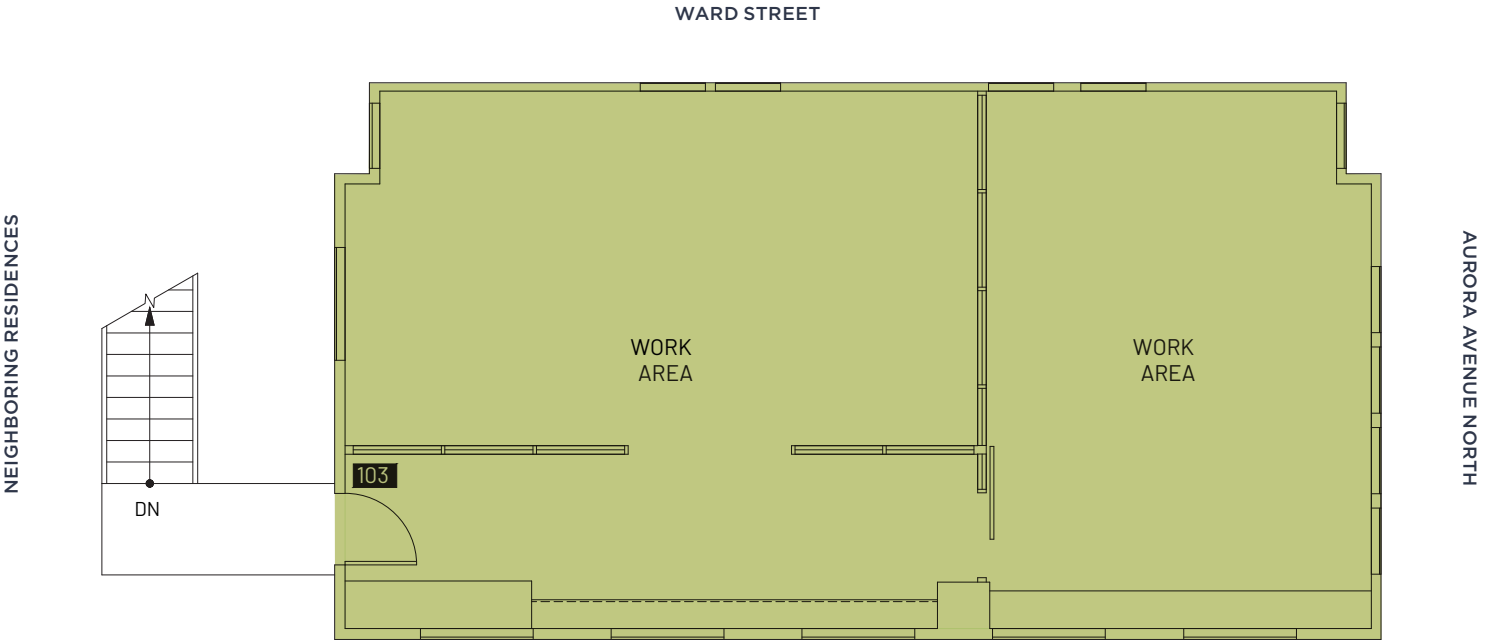 WARD STREET
NEIGHBORING RESIDENCES
WORK
AREA
WORK
AREA
AURORA AVENUE NORTH
103
DN